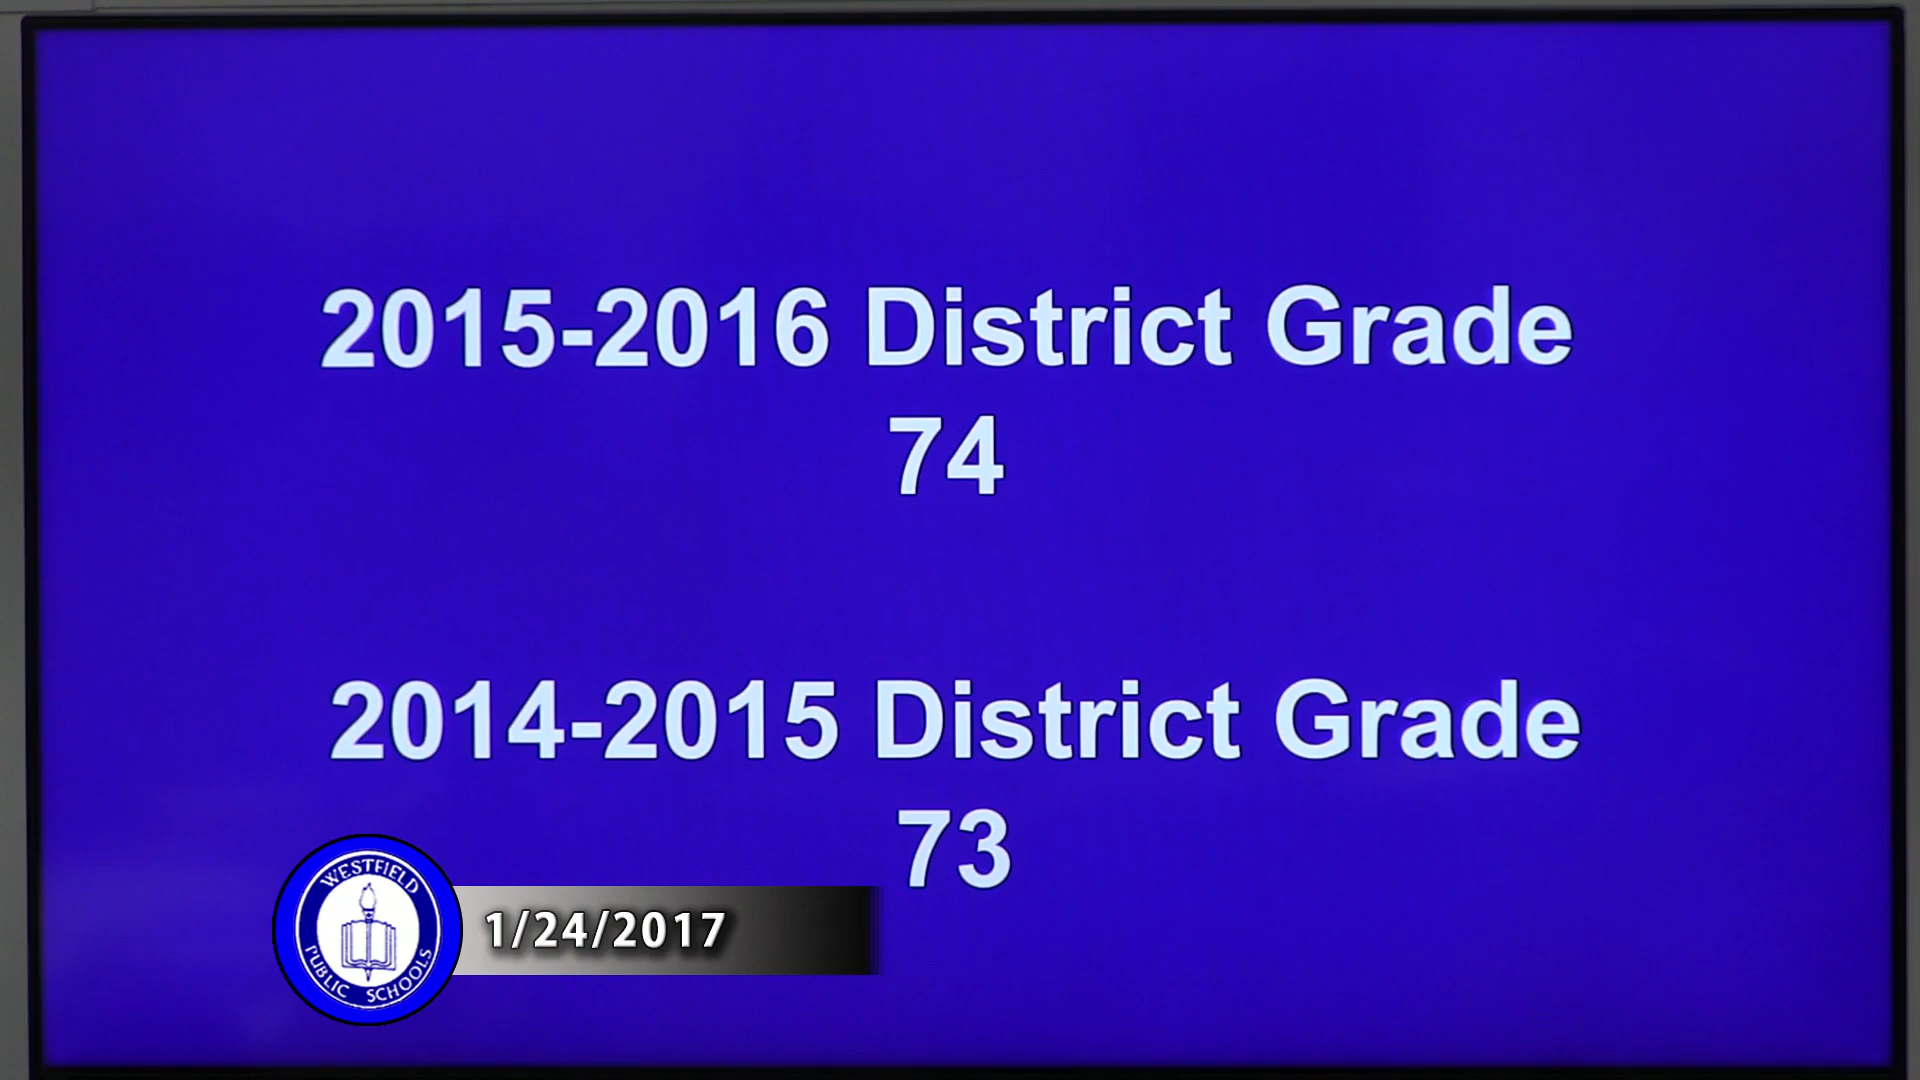 2015-2016 District Grade
74
2014-2015 District Grade
73
WESTFIELD
PUBLIC SCHOOLS
1/24/2017